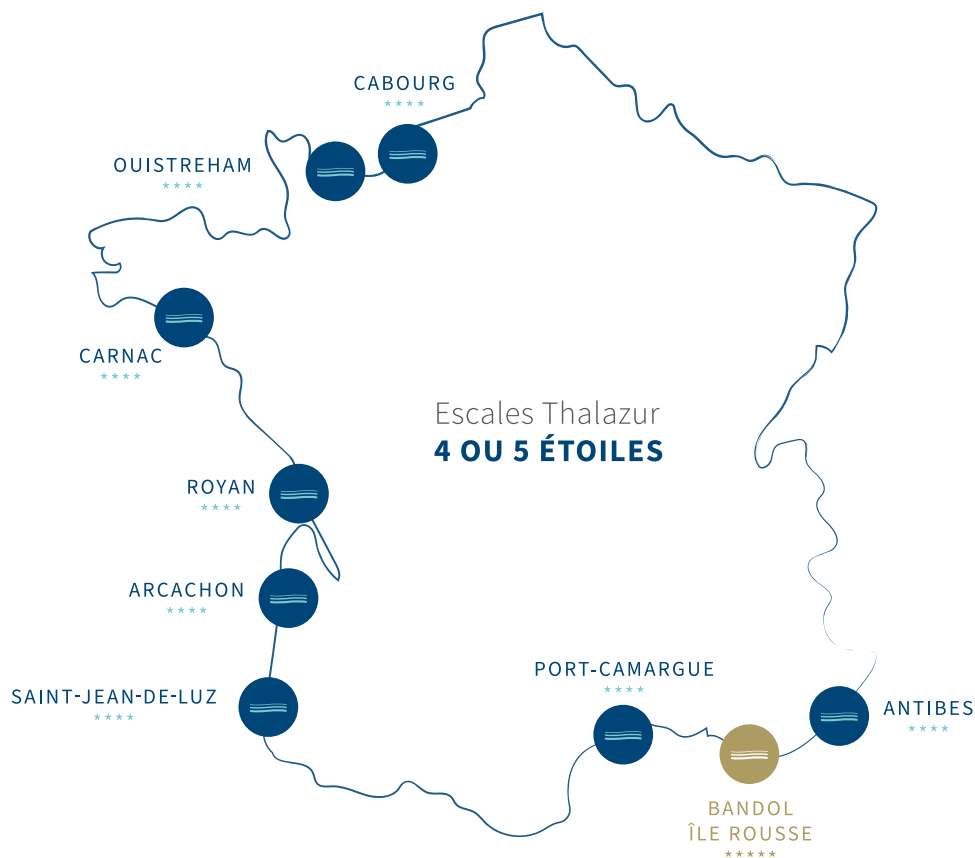 CABOURG
****
OUISTREHAM
****
CARNAC
****
Escales Thalazur
4 OU 5 ÉTOILES
ROYAN
****
ARCACHON
****
SAINT-JEAN-DE-LUZ
****
PORT-CAMARGUE
****
ANTIBES
****
BANDOL
ÎLE ROUSSE
*****